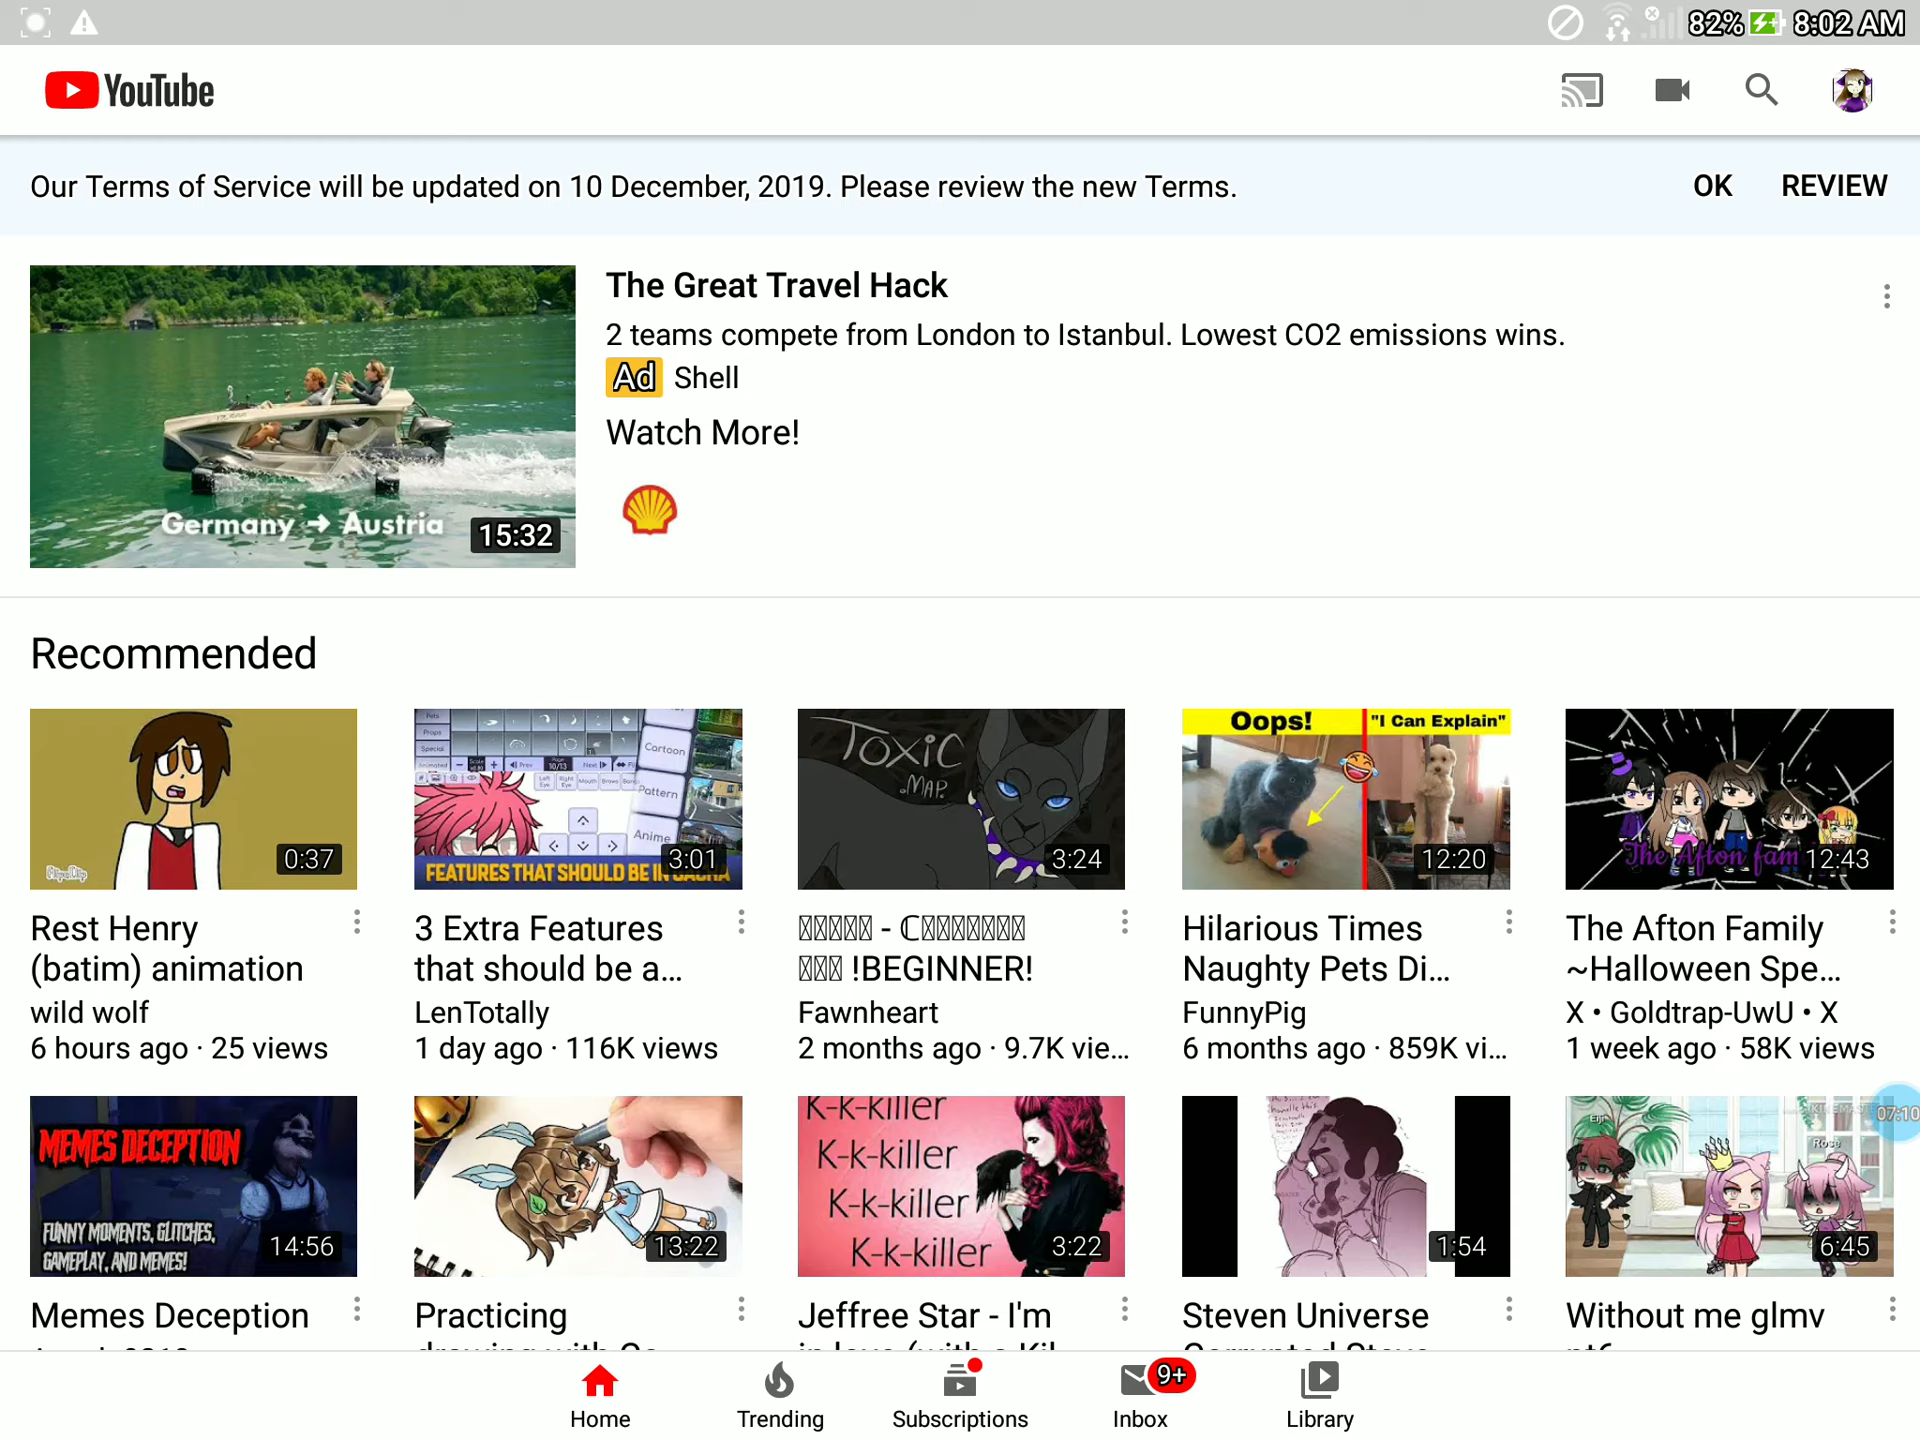 82% 8:02 AM
YouTube
Our Terms of Service will be updated on 10 December, 2019. Please review the new Terms.
OK REVIEW
The Great Travel Hack
2 teams compete from London to Istanbul. Lowest CO2 emissions wins.
Ad Shell
Watch More!
Germany → Austria
15:32
Recommended
0:37
Rest Henry
(batim) animation
wild wolf
6 hours ago · 25 views
Cartoon
Pattern
Anime
3:01
FEATURES THAT SHOULD BE IN GACHA
3 Extra Features
that should be a...
LenTotally
1 day ago · 116K views
TOXIC
.MAP.
3:24
- C
!BEGINNER!
Fawnheart
2 months ago · 9.7K vie...
Oops!
"I Can Explain"
12:20
Hilarious Times
Naughty Pets Di...
FunnyPig
6 months ago · 859K vi...
The Afton fam
12:43
The Afton Family
~Halloween Spe...
X • Goldtrap-UwU • X
1 week ago · 58K views
MEMES DECEPTION
FUNNY MOMENTS, GLITCHES,
GAMEPLAY, AND MEMES!
14:56
Memes Deception
13:22
Practicing
K-k-killer
K-k-killer
K-k-killer
K-k-killer
3:22
Jeffree Star - I'm
1:54
Steven Universe
Eiji
Rose
07:10
6:45
Without me glmv
Home
Trending
Subscriptions
9+
Inbox
Library